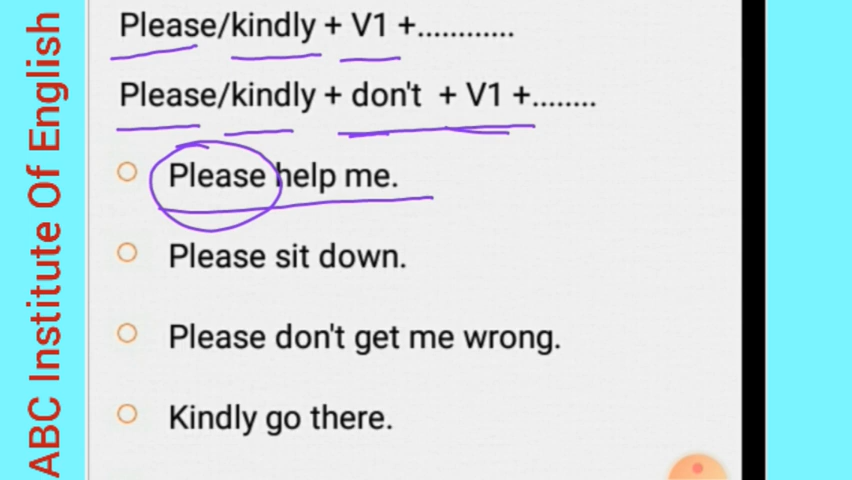 ABC Institute Of English
Please/kindly + V1 +............
Please/kindly + don't + V1 +........
Please help me.
Please sit down.
Please don't get me wrong.
Kindly go there.